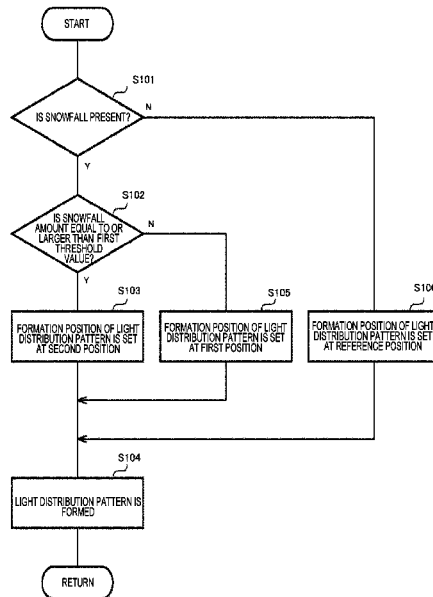 START
S101
IS SNOWFALL PRESENT?
N
Y
S102
IS SNOWFALL
AMOUNT EQUAL TO OR
LARGER THAN FIRST
THRESHOLD
VALUE?
N
Y
S103
FORMATION POSITION OF LIGHT
DISTRIBUTION PATTERN IS SET
AT SECOND POSITION
S105
FORMATION POSITION OF LIGHT
DISTRIBUTION PATTERN IS SET
AT FIRST POSITION
S106
FORMATION POSITION OF LIGHT
DISTRIBUTION PATTERN IS SET
AT REFERENCE POSITION
S104
LIGHT DISTRIBUTION PATTERN IS
FORMED
RETURN